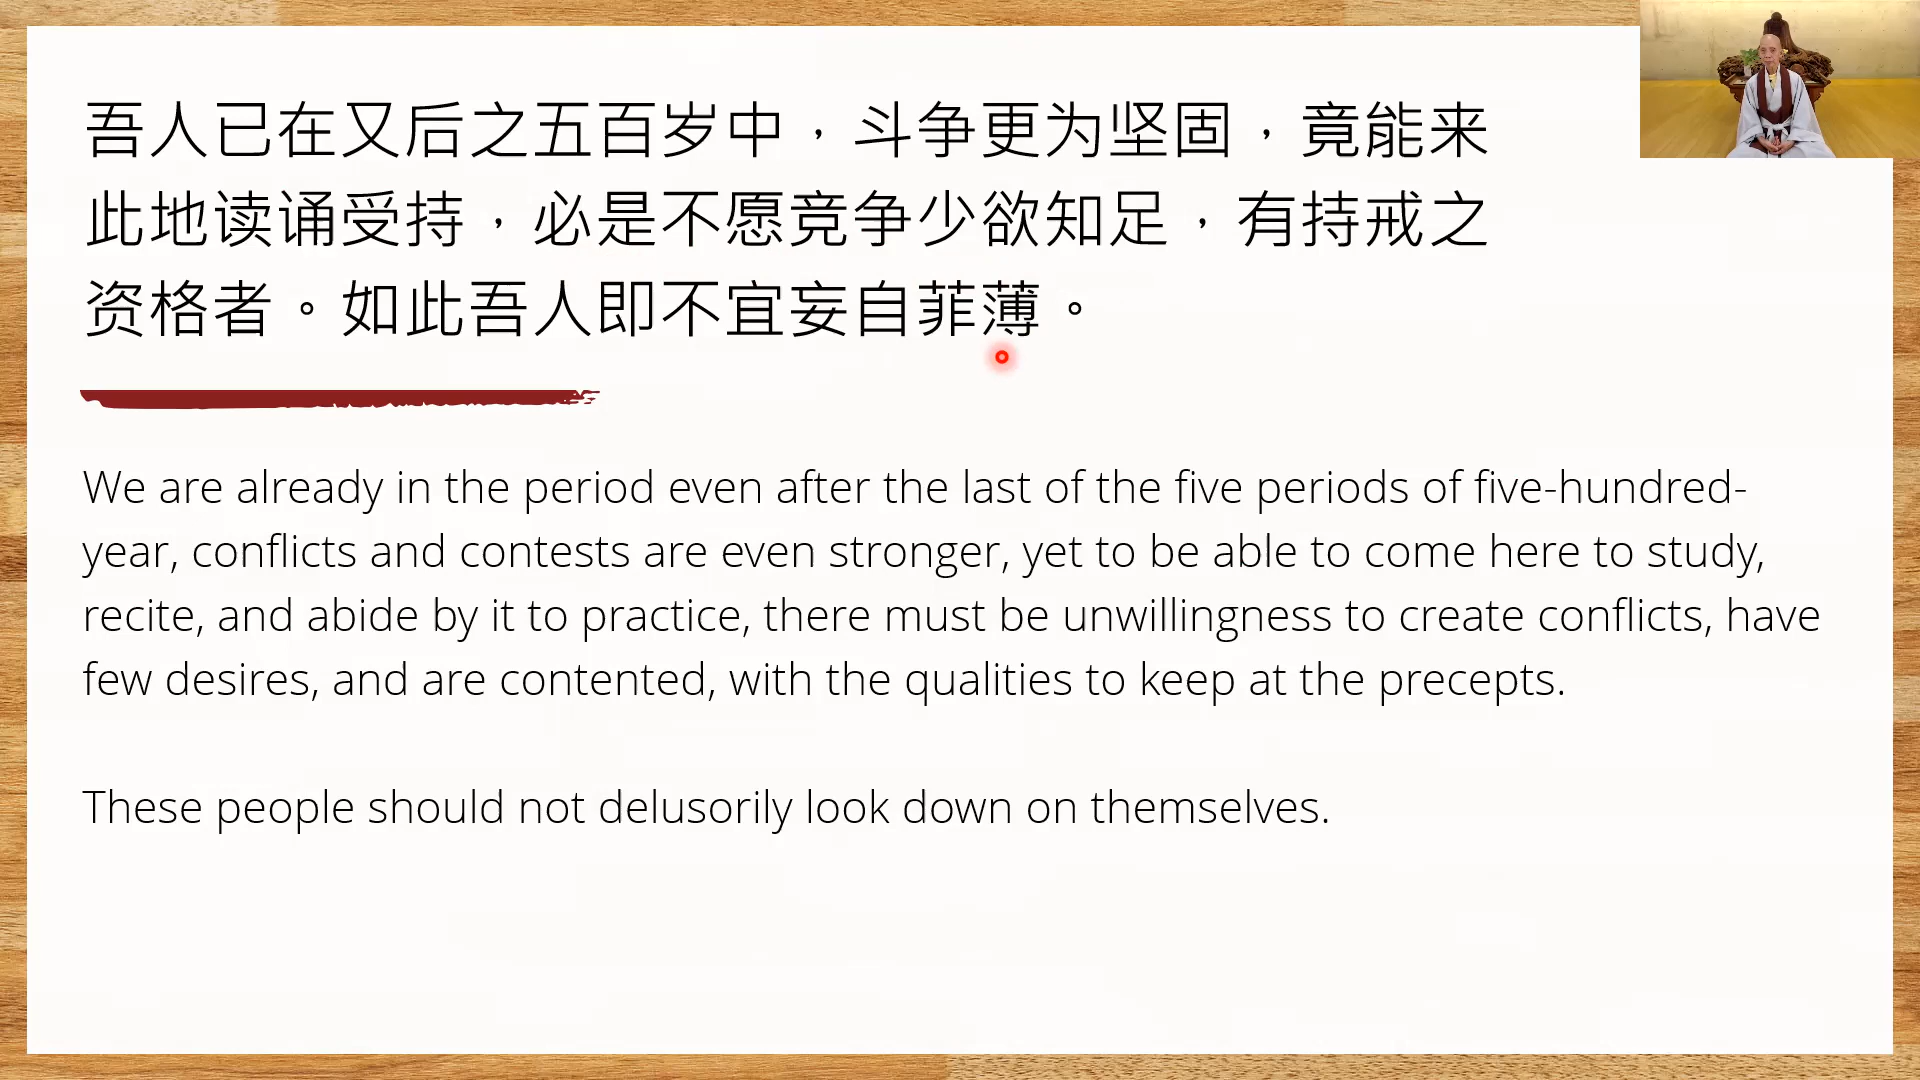 吾人已在又后之五百岁中，斗争更为坚固，竟能来
此地读诵受持，必是不愿竞争少欲知足，有持戒之
资格者。如此吾人即不宜妄自菲薄。
We are already in the period even after the last of the five periods of five-hundred-
year, conflicts and contests are even stronger, yet to be able to come here to study,
recite, and abide by it to practice, there must be unwillingness to create conflicts, have
few desires, and are contented, with the qualities to keep at the precepts.
These people should not delusorily look down on themselves.